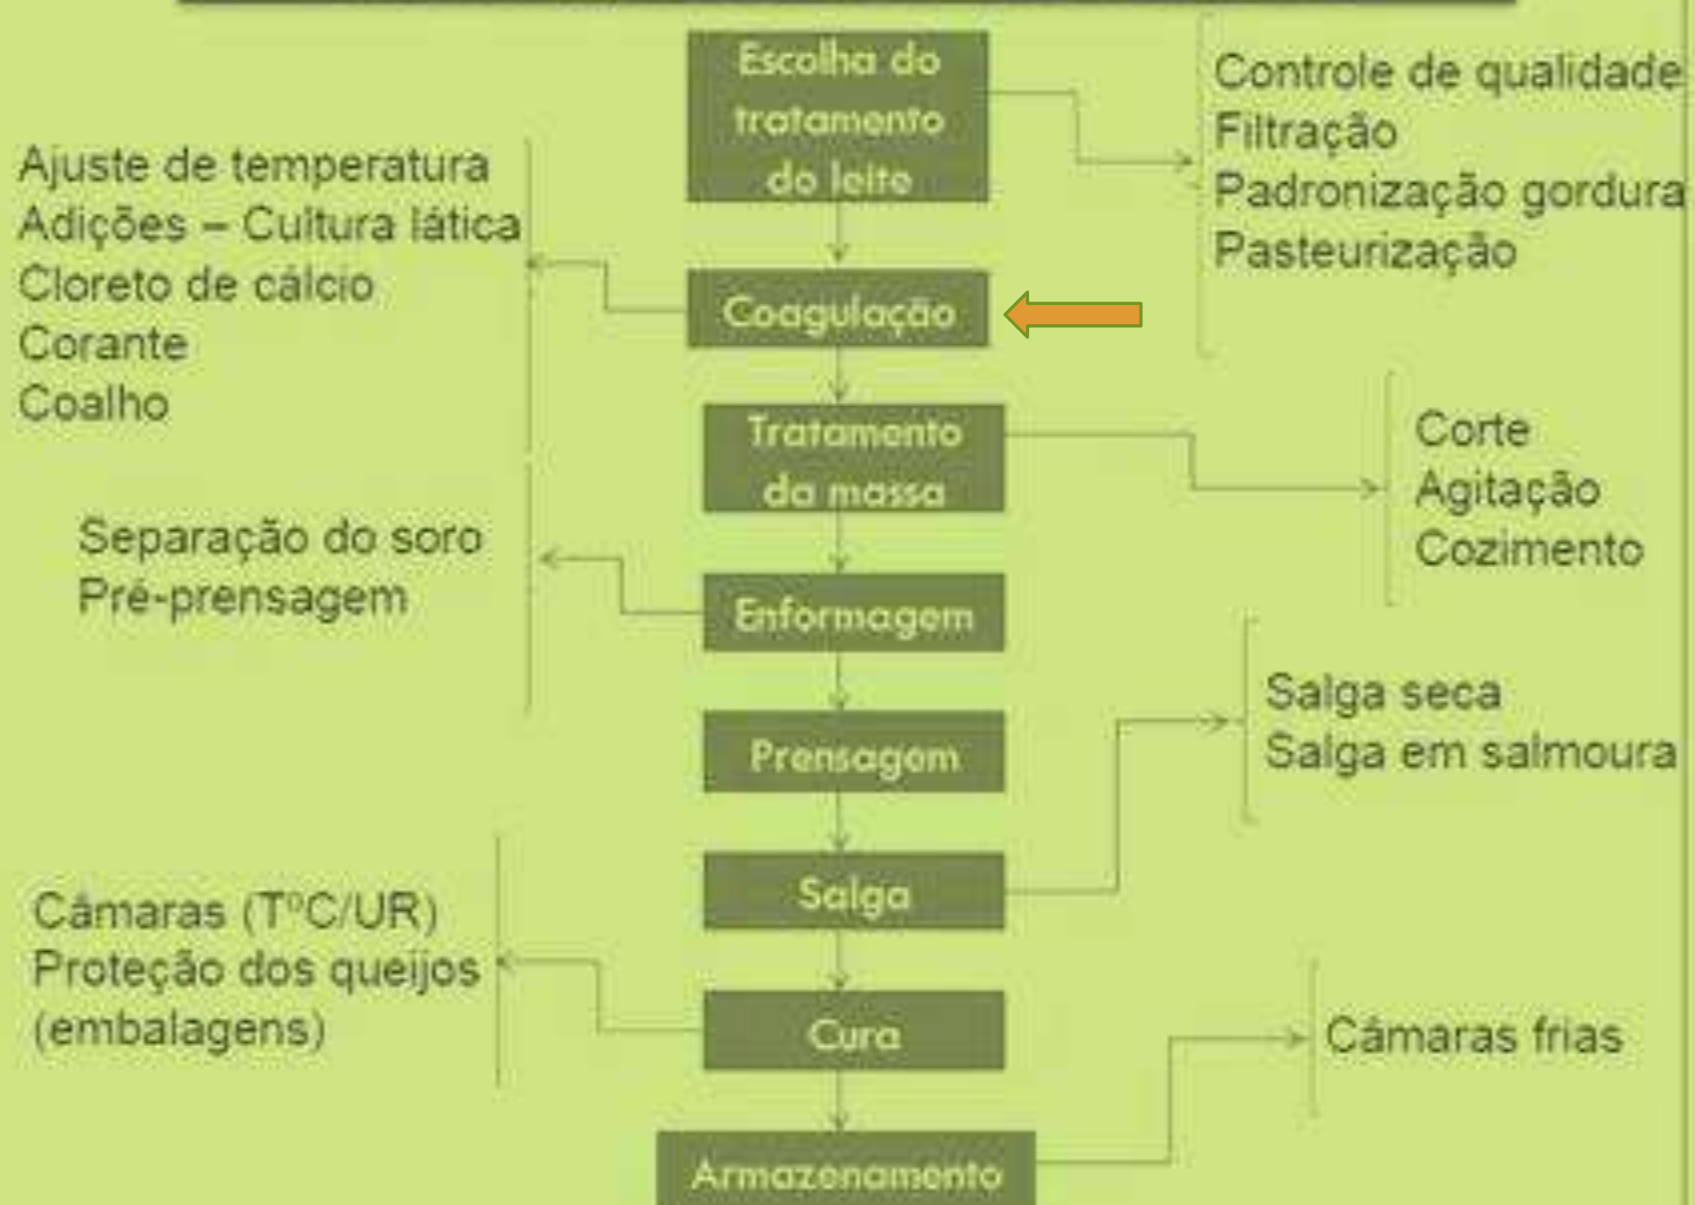 Escolha do
tratamento
do leite
Controle de qualidade
Filtração
Padronização gordura
Pasteurização
Ajuste de temperatura
Adições – Cultura lática
Cloreto de cálcio
Corante
Coalho
Coagulação
Tratamento
da massa
Corte
Agitação
Cozimento
Separação do soro
Pré-prensagem
Enformagem
Prensagem
Salga seca
Salga em salmoura
Salga
Câmaras (TºC/UR)
Proteção dos queijos
(embalagens)
Cura
Câmaras frias
Armazenamento